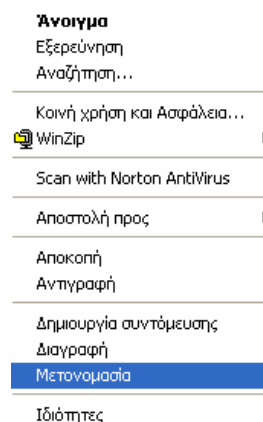 Άνοιγμα
Εξερεύνηση
Αναζήτηση...
Κοινή χρήση και Ασφάλεια...
WinZip
Scan with Norton AntiVirus
Αποστολή προς
Αποκοπή
Αντιγραφή
Δημιουργία συντόμευσης
Διαγραφή
Μετονομασία
Ιδιότητες